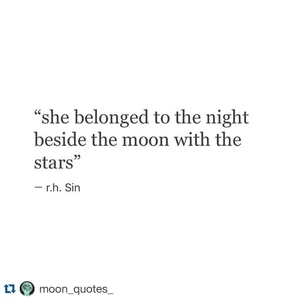 “she belonged to the night
beside the moon with the
stars”
— r.h. Sin
moon_quotes_